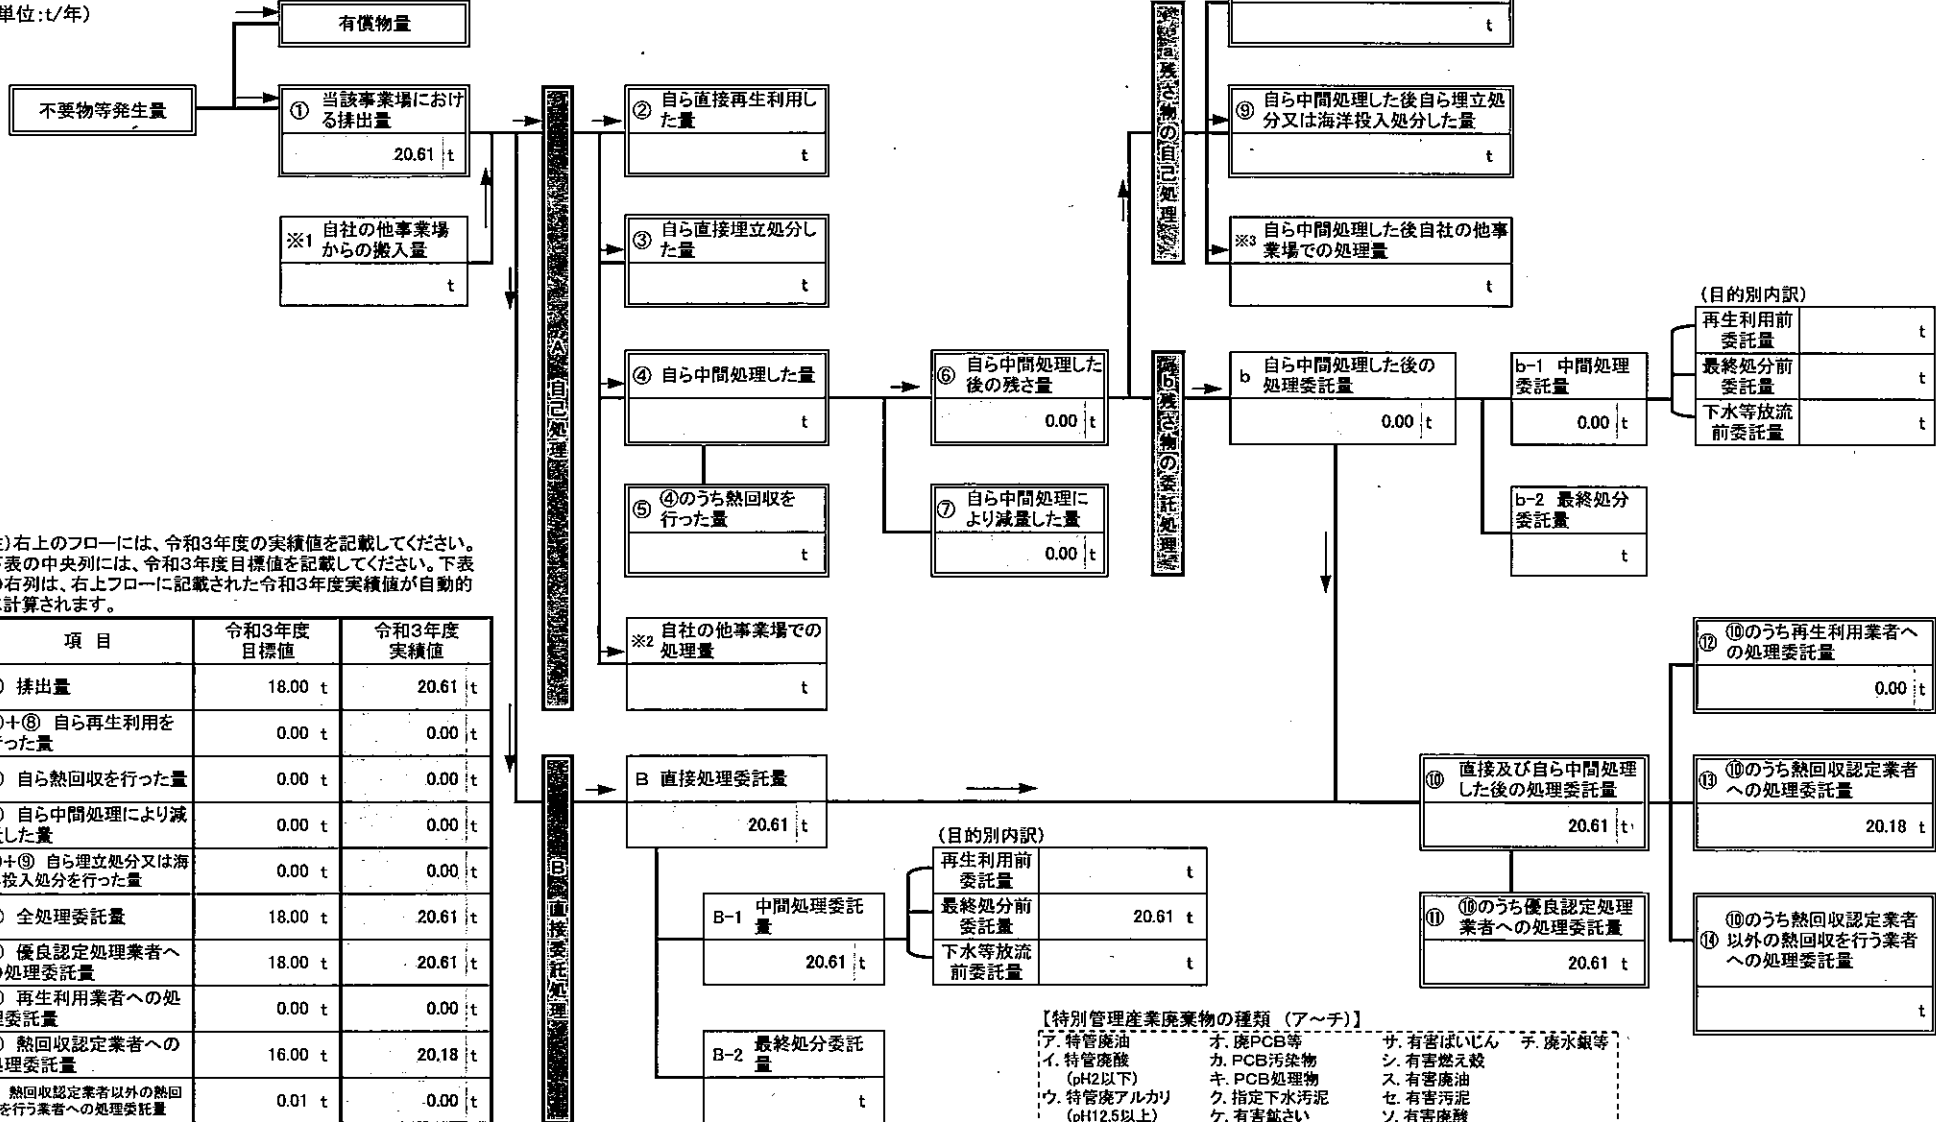 単位:t/年)
有償物量
不要物等発生量
① 当該事業場におけ
る排出量
20.61 t
※1 自社の他事業場
からの搬入量
t
A 自己処理
② 自ら直接再生利用し
た量
t
③ 自ら直接埋立処分し
た量
t
④ 自ら中間処理した量
t
⑤ ④のうち熱回収を
行った量
t
※2 自社の他事業場での
処理量
t
⑥ 自ら中間処理した
後の残さ量
0.00 t
⑦ 自ら中間処理に
より減量した量
0.00 t
a 残さ物の自己処理
t
⑨ 自ら中間処理した後自ら埋立処
分又は海洋投入処分した量
t
※3 自ら中間処理した後自社の他事
業場での処理量
t
b 残さ物の委託処理
b 自ら中間処理した後の
処理委託量
0.00 t
b-1 中間処理
委託量
0.00 t
b-2 最終処分
委託量
t
(目的別内訳)
再生利用前
委託量
t
最終処分前
委託量
t
下水等放流
前委託量
t
)右上のフローには、令和3年度の実績値を記載してください。
下表の中央列には、令和3年度目標値を記載してください。下表
右列は、右上フローに記載された令和3年度実績値が自動的
計算されます。
項 目
令和3年度
目標値
令和3年度
実績値
) 排出量
18.00 t
20.61 t
)+⑧ 自ら再生利用を
った量
0.00 t
0.00 t
) 自ら熱回収を行った量
0.00 t
0.00 t
) 自ら中間処理により減
した量
0.00 t
0.00 t
+⑨ 自ら埋立処分又は海
投入処分を行った量
0.00 t
0.00 t
) 全処理委託量
18.00 t
20.61 t
) 優良認定処理業者へ
処理委託量
18.00 t
20.61 t
) 再生利用業者への処
委託量
0.00 t
0.00 t
) 熱回収認定業者への
処理委託量
16.00 t
20.18 t
熱回収認定業者以外の熱回
を行う業者への処理委託量
0.01 t
0.00 t
B 直接委託処理
B 直接処理委託量
20.61 t
B-1 中間処理委託
量
20.61 t
B-2 最終処分委託
量
t
(目的別内訳)
再生利用前
委託量
t
最終処分前
委託量
20.61 t
下水等放流
前委託量
t
⑩ 直接及び自ら中間処理
した後の処理委託量
20.61 t
⑪ ⑩のうち優良認定処理
業者への処理委託量
20.61 t
⑫ ⑩のうち再生利用業者へ
の処理委託量
0.00 t
⑬ ⑩のうち熱回収認定業者
への処理委託量
20.18 t
⑭ ⑩のうち熱回収認定業者
以外の熱回収を行う業者
への処理委託量
t
【特別管理産業廃棄物の種類 (ア~チ)】
ア. 特管廃油 オ. 廃PCB等 サ. 有害ばいじん チ. 廃水銀等
イ. 特管廃酸 カ. PCB汚染物 シ. 有害燃え殻
(pH2以下) キ. PCB処理物 ス. 有害廃油
ウ. 特管廃アルカリ ク. 指定下水汚泥 セ. 有害汚泥
(pH12.5以上) ケ. 有害鉱さい ソ. 有害廃酸